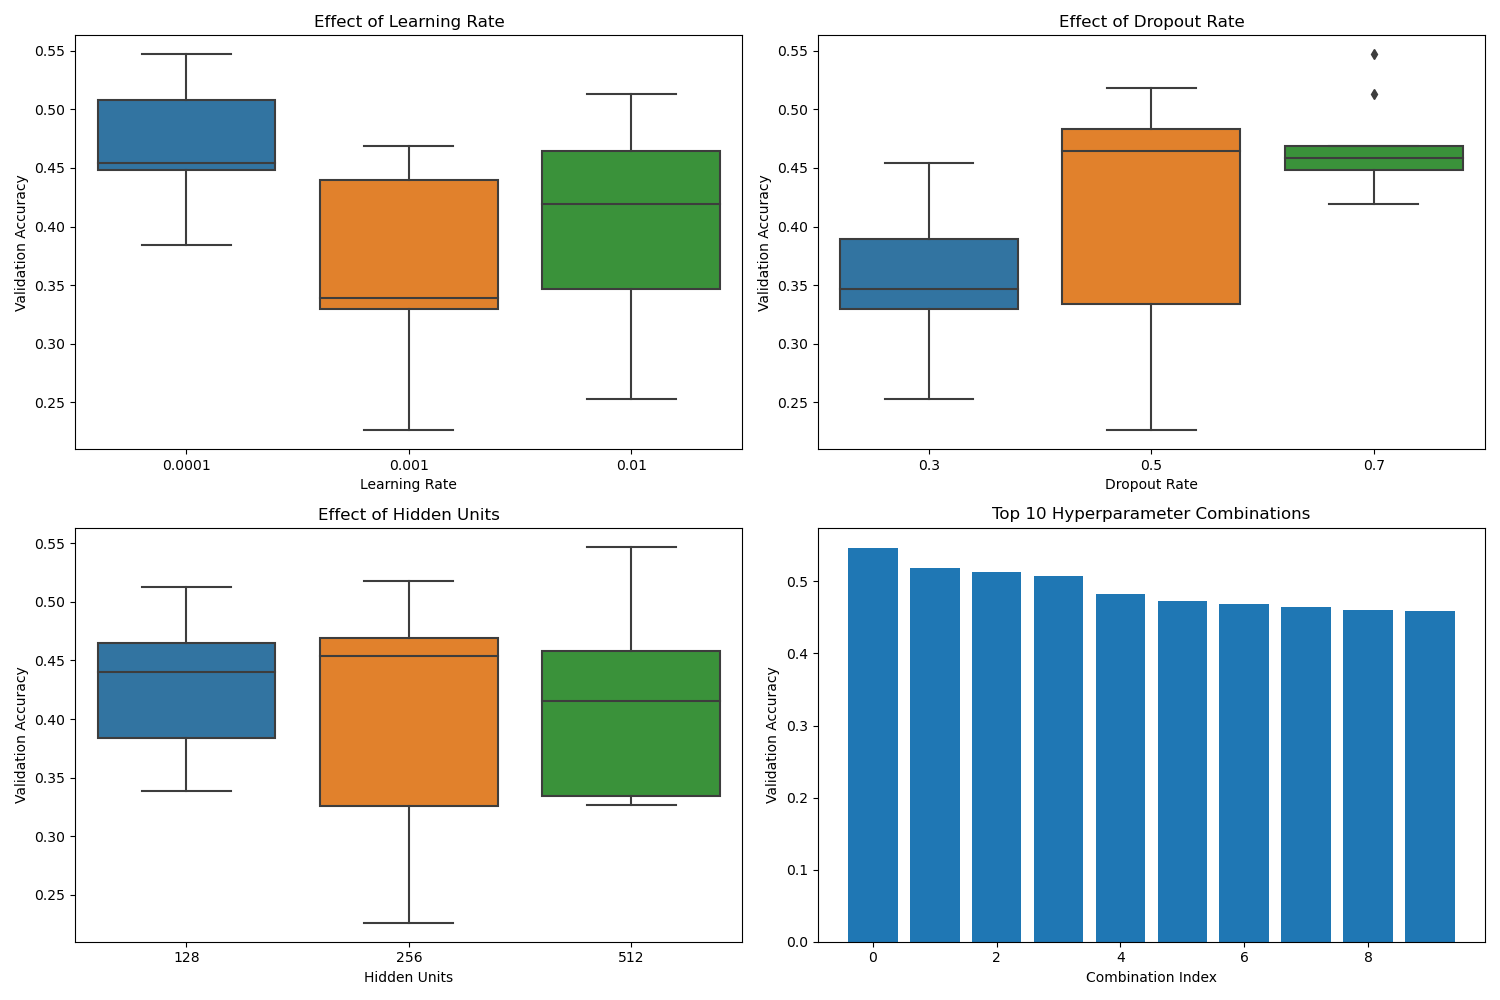 Effect of Learning Rate
Validation Accuracy
0.55
0.50
0.45
0.40
0.35
0.30
0.25
0.0001 0.001 0.01
Learning Rate
Effect of Dropout Rate
Validation Accuracy
0.55
0.50
0.45
0.40
0.35
0.30
0.25
0.3 0.5 0.7
Dropout Rate
Effect of Hidden Units
Validation Accuracy
0.55
0.50
0.45
0.40
0.35
0.30
0.25
128 256 512
Hidden Units
Top 10 Hyperparameter Combinations
Validation Accuracy
0.5
0.4
0.3
0.2
0.1
0.0
0 2 4 6 8
Combination Index